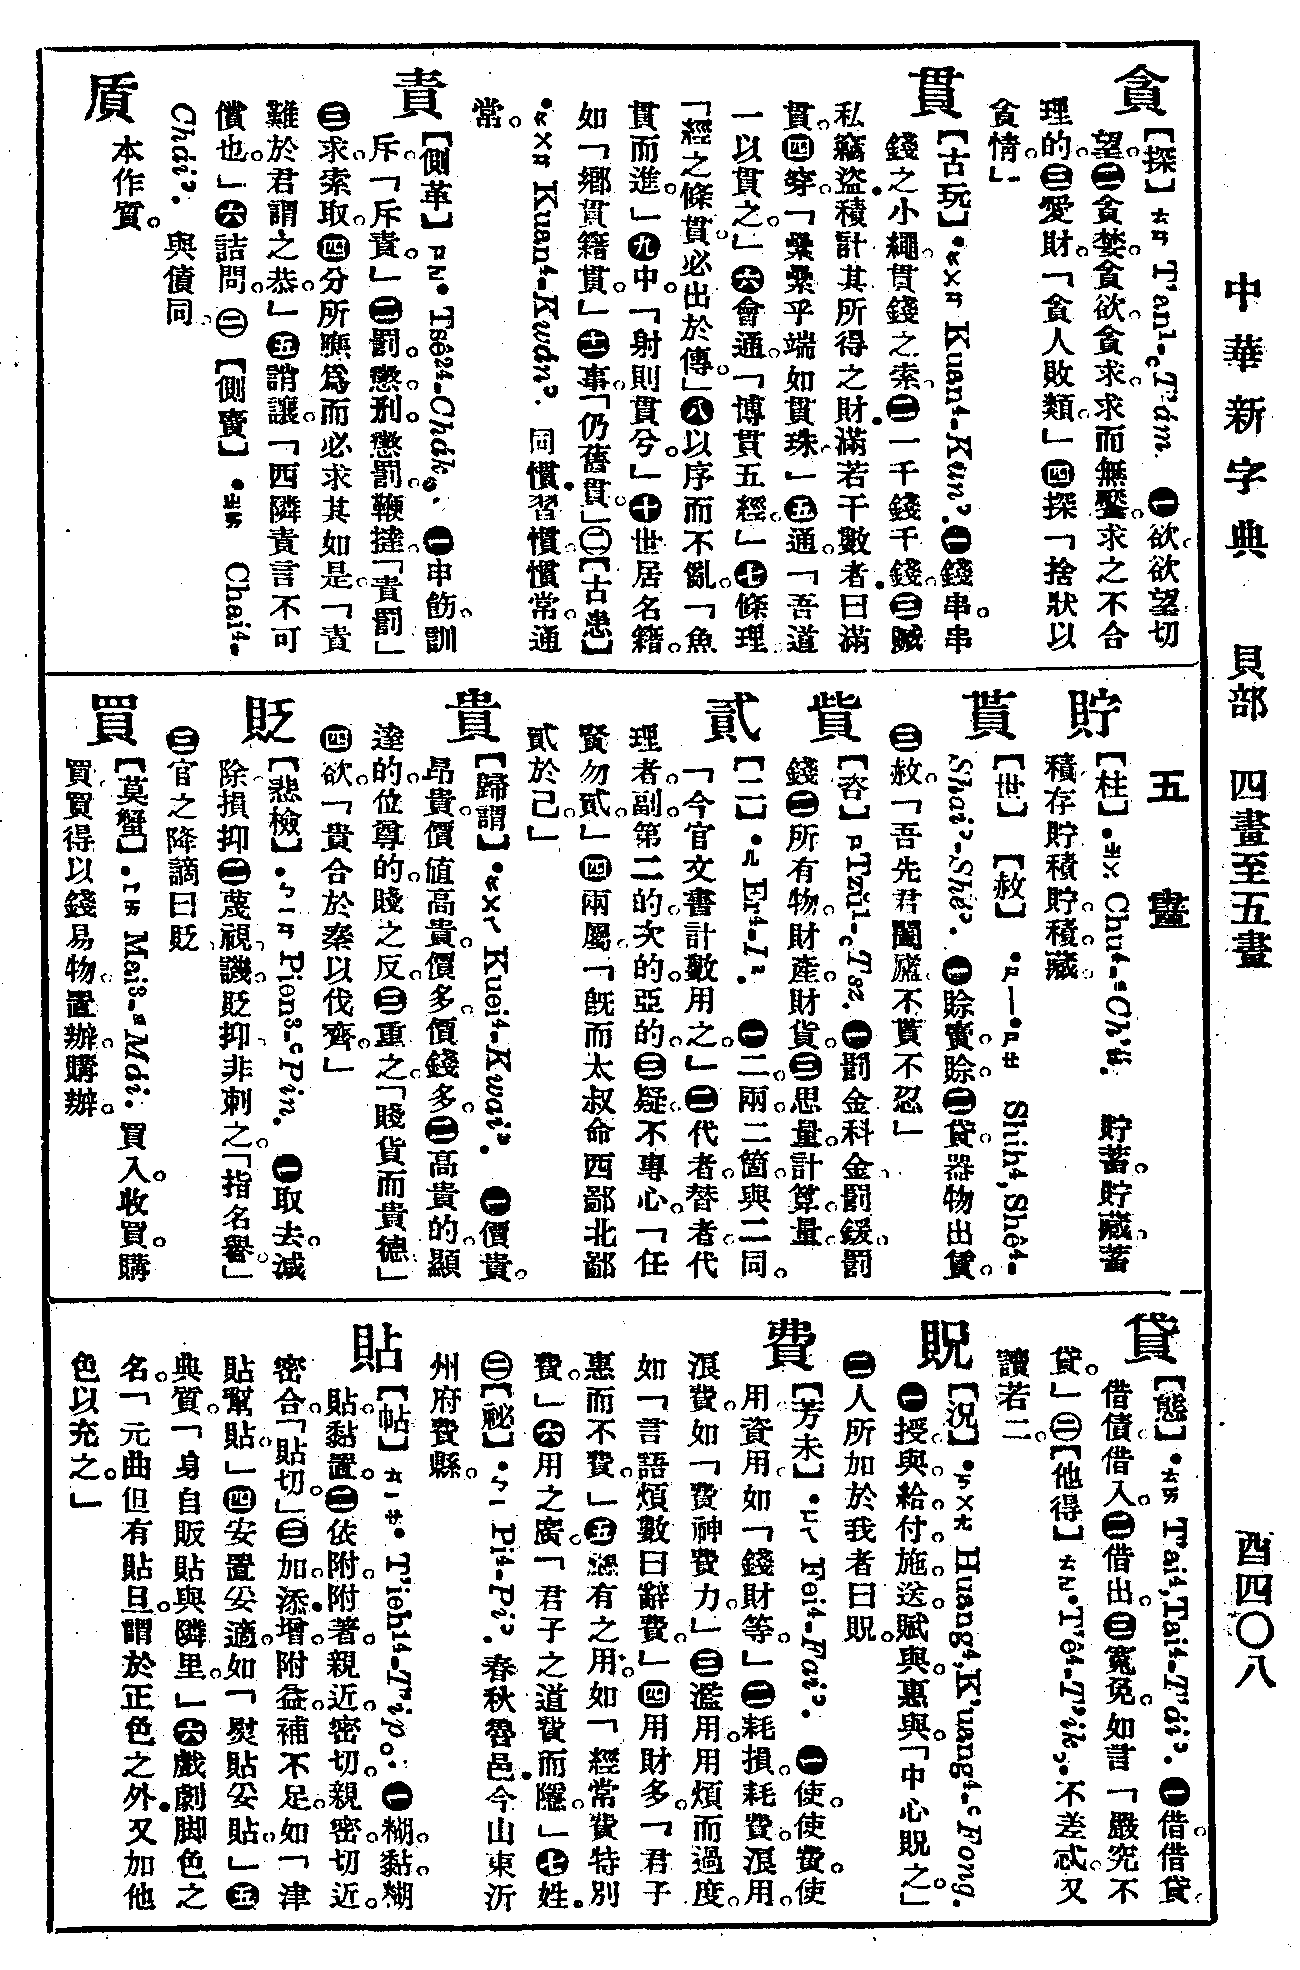 中華新字典 貝部 四畫至五畫 酉四〇八
貪
【探】ㄊㄢ T'an¹-꜀T'ám. ㊀欲。欲望。切
望。㊁貪婪。貪欲。貪求。求而無饜。求之不合
理的。㊂愛財。「貪人敗類」㊃探「捨狀以
貪情。」
貫
【古玩】•ㄍㄨㄢ Kuan⁴-Kún꜄. ㊀錢串。串
錢之小繩。貫錢之索。㊁一千錢。千錢。㊂贓
私竊盜積計其所得之財滿若干數者曰滿
貫。㊃穿。「纍纍乎端如貫珠」㊄通。「吾道
一以貫之。」㊅會通。「博貫五經。」㊆條理
「經之條貫。必出於傳。」㊇以序而不亂。「魚
貫而進。」㊈中。「射則貫兮。」㊉世居名籍。
如「鄉貫籍貫。」⑪事。「仍舊貫。」㊁【古患】
•ㄍㄨㄢ Kuan⁴-Kwán꜄. 同慣。習慣。慣常。通
常。
責
【側革】ㄗㄜ• Tsê²⁴-Chák꜆. ㊀申飭。訓
斥。「斥責。」㊁罰。懲。刑。懲罰。鞭撻。「責罰」
㊂求。索取。㊃分所應爲而必求其如是。「責
難於君謂之恭。」㊄誚讓。「西隣責言不可
償也。」㊅詰問。㊁【側賣】•ㄓㄞ Chai⁴-
Chái꜄. 與債同。
貭
本作質。
五畫
貯
【柱】•ㄓㄨ Chu⁴-꜂Ch'ü. 貯蓄。貯藏。蓄
積。存貯。積貯。積藏
貰
【世】【赦】•ㄕ—•ㄕㄜ Shih⁴,Shê⁴-
Shai꜄-Shé꜄. ㊀賒賣。賒。㊁貸。器物出賃。
㊂赦。「吾先君闔廬不貰不忍」
貲
【咨】ㄗTzŭ¹-꜀Tsz. ㊀罰金。科金。罰鍰。罰
錢㊁所有物。財產。財貨。㊂思量。計算。量。
貳
【二】•ㄦ Er⁴-I꜅. ㊀二。兩。二箇。與二同。
「今官文書計數用之。」㊁代者。替者。代
理者。副。第二的。次的。亞的。㊂疑。不專心。「任
賢勿貳。」㊃兩屬。「旣而太叔命西鄙北鄙
貳於己。」
貴
【歸謂】•ㄍㄨㄟ Kuei⁴-Kwai꜄. ㊀價貴。
昂貴。價値高貴。價多。價錢多。㊁高貴的。顯
達的。位尊的。賤之反。㊂重之。「賤貨而貴德」
㊃欲。「貴合於秦以伐齊。」
貶
【悲檢】•ㄅㄧㄢ Pien³-꜂Pin. ㊀取去。減
除。損抑。㊁蔑視。譏貶。抑。非刺之。「指名譽」
㊂官之降謫曰貶
買
【莫蟹】•ㄇㄞ Mai³-꜂Mái. 買入。收買。購
買。買得。以錢易物。置辦。購辦。
貸
【態】•ㄊㄞ T'ai⁴,Tai⁴-T'ái꜄. ㊀借。借貸。
借債。借入。㊁借出。㊂寬免。如言「嚴究不
貸。」㊁【他得】ㄊㄜ•T'ê⁴-T'ik꜆.不差忒。又
讀若二。
貺
【況】•ㄎㄨㄤ Huang⁴,K'uang⁴-꜂Fong.
㊀授與。給付。施送。賦與。惠與。「中心貺之。」
㊁人所加於我者曰貺。
費
【芳未】•ㄈㄟ Fei⁴-Fai꜄. ㊀使。使費。使
用。資用。如「錢財等。」㊁耗損。耗費。浪用。
浪費。如「費神費力。」㊂濫用。用煩而過度。
如「言語煩數曰辭費。」㊃用財多。「君子
惠而不費。」㊄應有之用。如「經常費特別
費。」㊅用之廣。「君子之道費而隱。」㊆姓。
㊁【祕】•ㄅㄧ Pi⁴-Pi꜄. 春秋魯邑。今山東沂
州府費縣。
貼
【帖】ㄊㄧㄝ• T'ieh¹⁴-T'ip꜀. ㊀糊。黏。糊
貼。黏置。㊁依附。附著。親近。密切。親密。切近。
密合。「貼切。」㊂加。添。增。附益。補不足。如「津
貼幫貼。」㊃安置妥適。如「熨貼妥貼。」㊄
典質。「身自販貼與隣里。」㊅戲劇脚色之
名。「元曲但有貼旦。謂於正色之外。又加他
色以充之。」